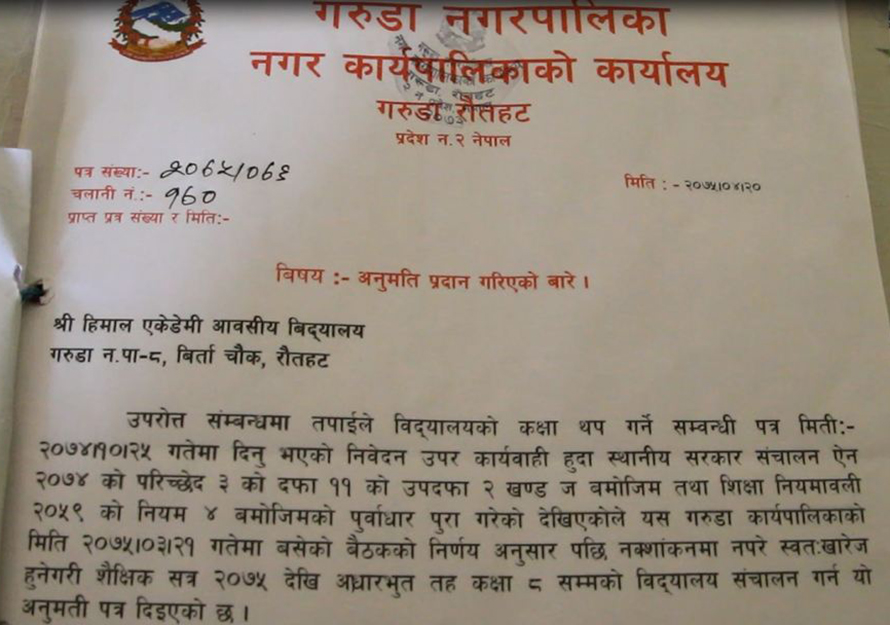 गरुडा नगरपालिका
नगर कार्यपालिकाको कार्यालय
गरुडा रौतहट
प्रदेश न.२ नेपाल
पत्र संख्याः- २०७५/०७६
चलानी नं.:- १६०
मिति : - २०७५।०४।२०
प्राप्त प्रत्र संख्या र मितिः-
विषय :- अनुमति प्रदान गरिएको बारे ।
श्री हिमाल एकेडेमी आवसीय बिद्यालय
गरुडा न.पा-८, बिर्ता चौक, रौतहट
उपरोत्त संम्बन्धमा तपाईले विद्यालयको कक्षा थप गर्ने सम्वन्धी पत्र मिती:-
२०७४।१०।२५ गतेमा दिनु भएको निवेदन उपर कार्यवाही हुदा स्थानीय सरकार संचालन ऐन
२०७४ को परिच्छेद ३ को दफा ११ को उपदफा २ खण्ड ज बमोजिम तथा शिक्षा नियमावली
२०५९ को नियम ४ बमोजिमको पुर्वाधार पुरा गरेको देखिएकोले यस गरुडा कार्यपालिकाको
मिति २०७५।०३।२१ गतेमा बसेको बैठकको निर्णय अनुसार पछि नक्शांकनमा नपरे स्वतःखारेज
हुनेगरी शैक्षिक सत्र २०७५ देखि अधारभुत तह कक्षा ८ सम्मको विद्यालय संचालन गर्न यो
अनुमती पत्र दिइएको छ ।